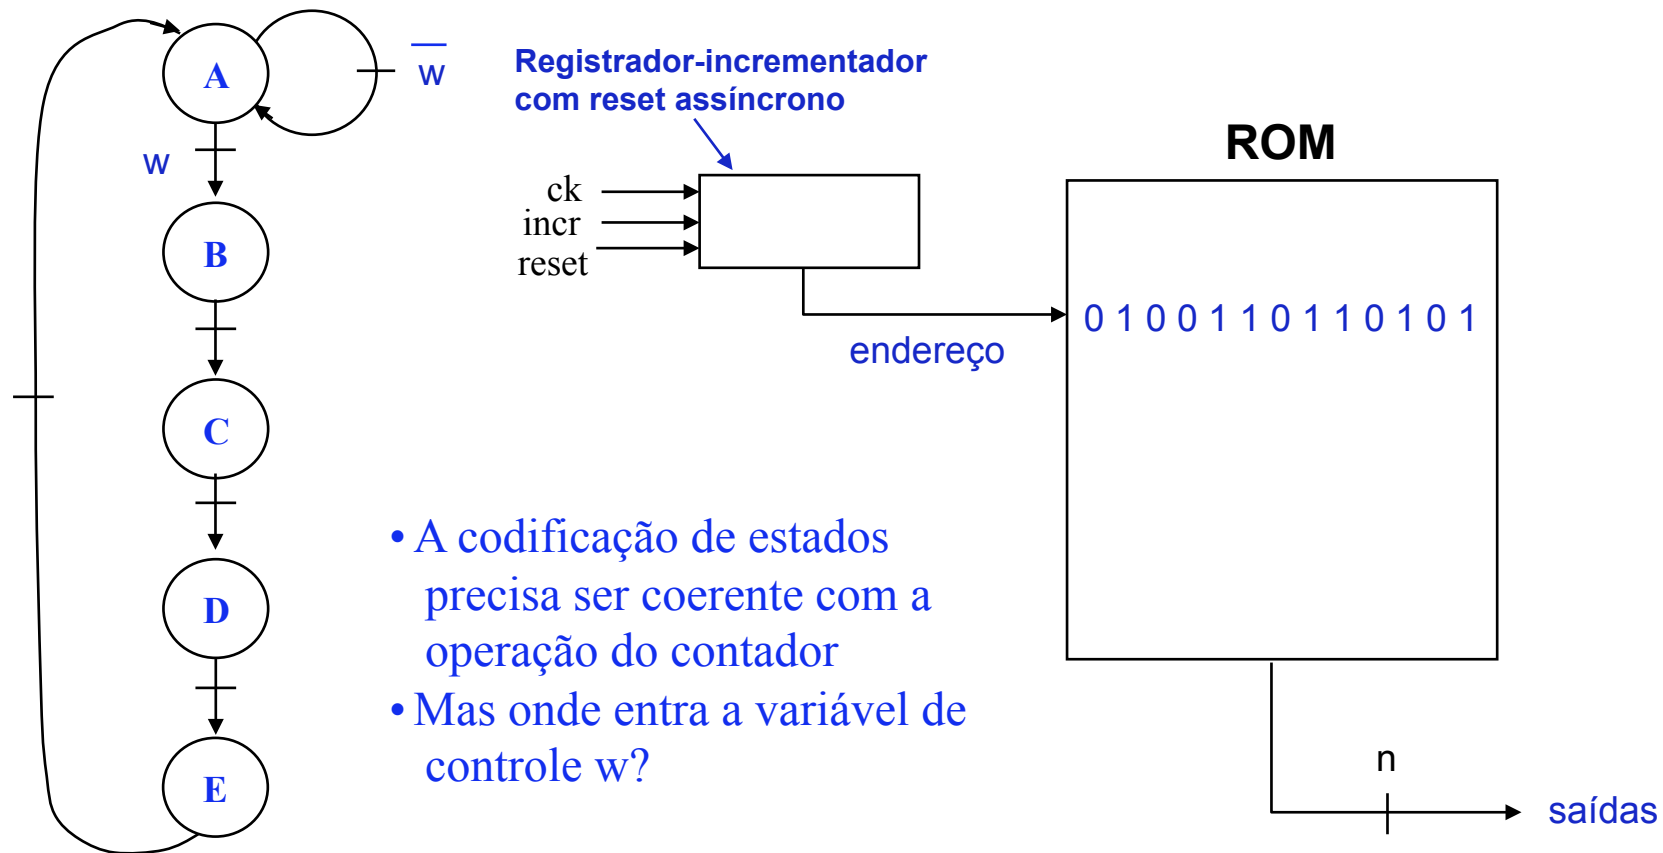 A
w̅
w
B
C
D
E
Registrador-incrementador
com reset assíncrono
ck
incr
reset
endereço
ROM
0 1 0 0 1 1 0 1 1 0 1 0 1
• A codificação de estados
precisa ser coerente com a
operação do contador
• Mas onde entra a variável de
controle w?
n
saídas